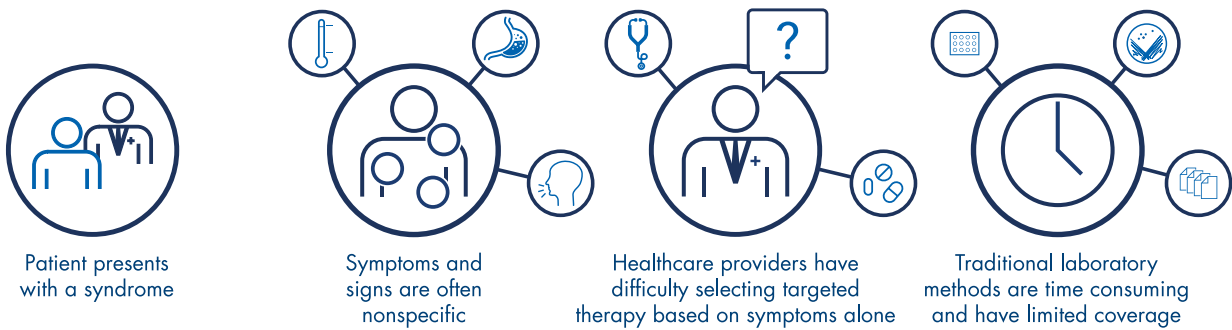 ?
Patient presents
with a syndrome
Symptoms and
signs are often
nonspecific
Healthcare providers have
difficulty selecting targeted
therapy based on symptoms alone
Traditional laboratory
methods are time consuming
and have limited coverage